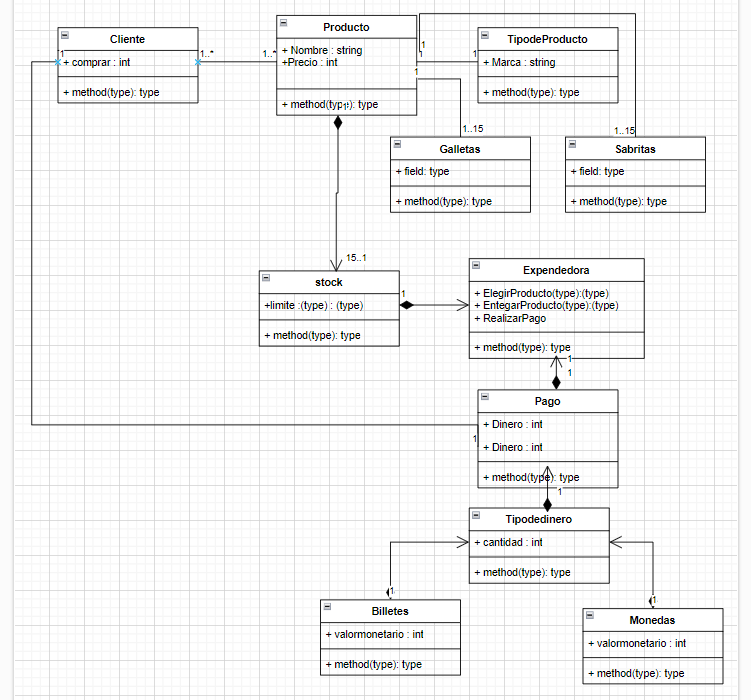 Cliente
+ comprar : int
+ method(type): type
1
1..*
1..*
Producto
+ Nombre : string
+Precio : int
+ method(type): type
1
1
1
1
TipodeProducto
+ Marca : string
+ method(type): type
1
1..15
Galletas
+ field: type
+ method(type): type
1..15
Sabritas
+ field: type
+ method(type): type
15..1
stock
+limite :(type) : (type)
+ method(type): type
1
Expendedora
+ ElegirProducto(type):(type)
+ EntegarProducto(type):(type)
+ RealizarPago
+ method(type): type
1
1
Pago
+ Dinero : int
+ Dinero : int
+ method(type): type
1
1
Tipodedinero
+ cantidad : int
+ method(type): type
1
1
Billetes
+ valormonetario : int
+ method(type): type
Monedas
+ valormonetario : int
+ method(type): type